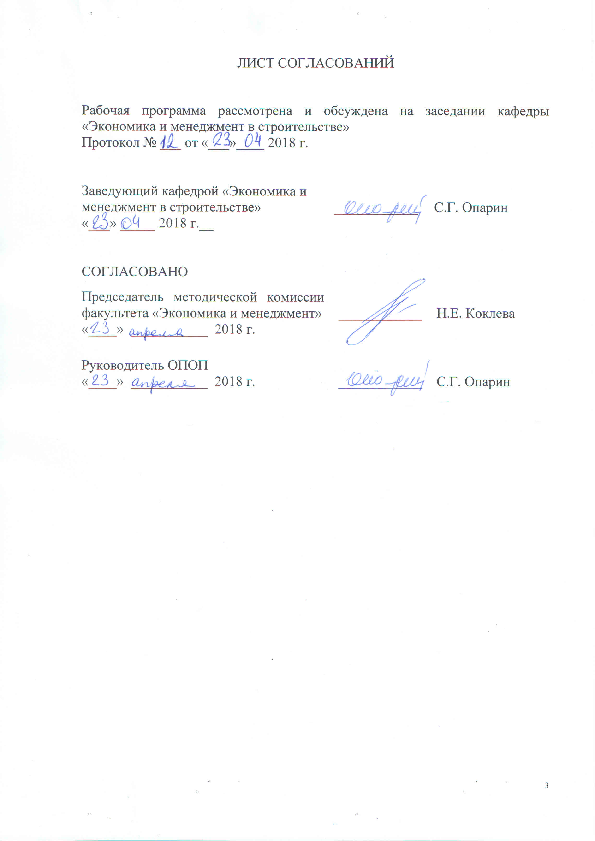 ЛИСТ СОГЛАСОВАНИЙ
Рабочая программа рассмотрена и обсуждена на заседании кафедры
«Экономика и менеджмент в строительстве»
Протокол № 12 от «23» 04 2018 г.
Заведующий кафедрой «Экономика и
менеджмент в строительстве» С.Г. Опарин
«23» 04 2018 г.
СОГЛАСОВАНО
Председатель методической комиссии
факультета «Экономика и менеджмент» Н.Е. Коклева
«23» апреля 2018 г.
Руководитель ОПОП
«23» апреля 2018 г. С.Г. Опарин